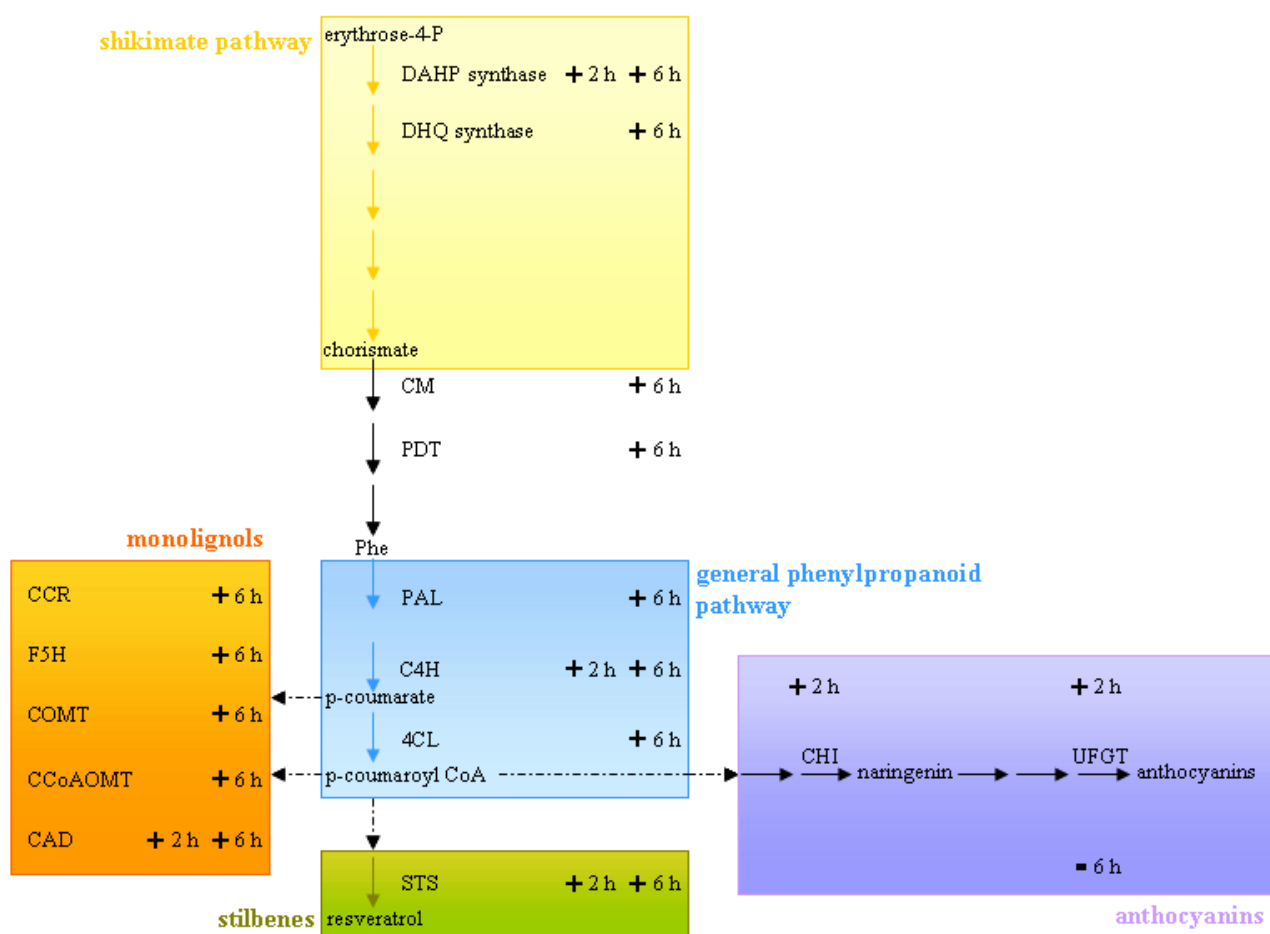 shikimate pathway
erythrose-4-P
DAHP synthase + 2 h + 6 h
DHQ synthase + 6 h
chorismate
CM + 6 h
PDT + 6 h
Phe
monolignols
CCR + 6 h
F5H + 6 h
COMT + 6 h
CCoAOMT + 6 h
CAD + 2 h + 6 h
general phenylpropanoid
pathway
PAL + 6 h
C4H + 2 h + 6 h
p-coumarate
4CL + 6 h
p-coumaroyl CoA
+ 2 h + 2 h
CHI UFGT
naringenin anthocyanins
- 6 h
anthocyanins
STS + 2 h + 6 h
stilbenes resveratrol